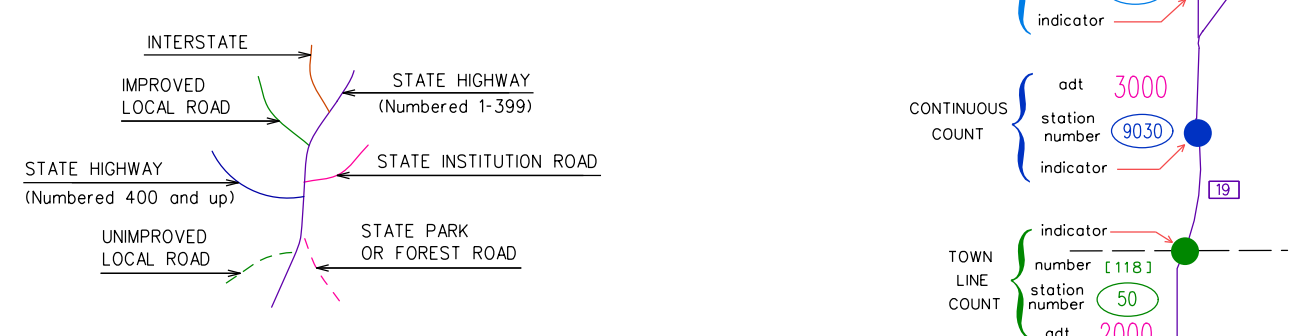 INTERSTATE
IMPROVED
LOCAL ROAD
STATE HIGHWAY
(Numbered 1-399)
STATE HIGHWAY
(Numbered 400 and up)
STATE INSTITUTION ROAD
UNIMPROVED
LOCAL ROAD
STATE PARK
OR FOREST ROAD
indicator
CONTINUOUS
COUNT
adt 3000
station
number 9030
indicator
19
TOWN
LINE
COUNT
indicator
number [118]
station
number 50
adt 2000